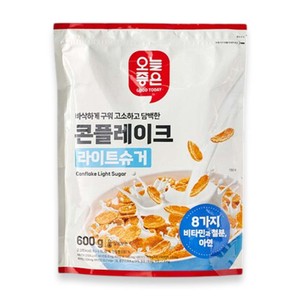 오늘
좋은
GOOD TODAY
바삭하게 구워 고소하고 담백한
콘플레이크
라이트슈거
Cornflake Light Sugar
8가지
비타민과 철분,
아연
600 g